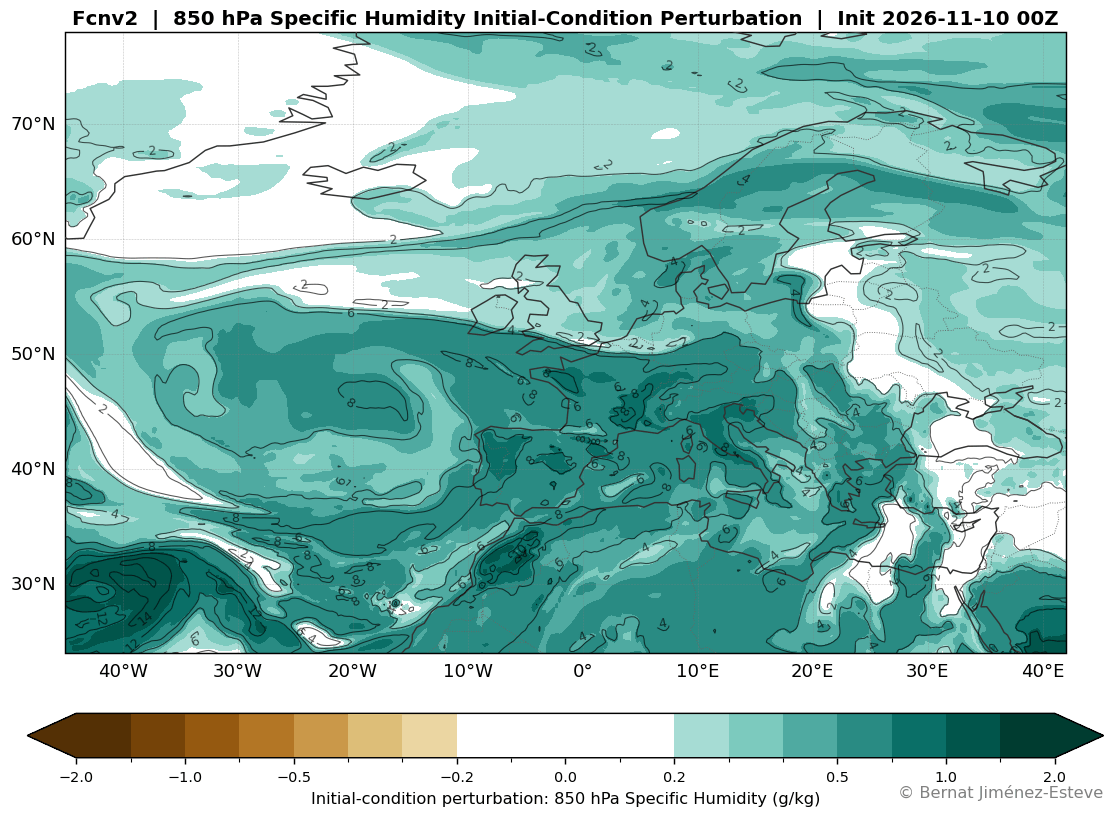 Fcnv2 | 850 hPa Specific Humidity Initial-Condition Perturbation | Init 2026-11-10 00Z
70°N
60°N
50°N
40°N
30°N
40°W 30°W 20°W 10°W 0° 10°E 20°E 30°E 40°E
−2.0 −1.0 −0.5 −0.2 0.0 0.2 0.5 1.0 2.0
Initial-condition perturbation: 850 hPa Specific Humidity (g/kg)
© Bernat Jiménez-Esteve